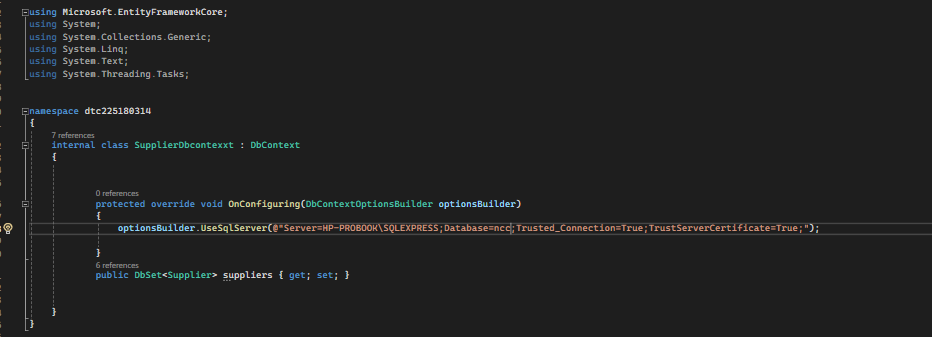 using Microsoft.EntityFrameworkCore;
using System;
using System.Collections.Generic;
using System.Linq;
using System.Text;
using System.Threading.Tasks;
namespace dtc225180314
{
7 references
internal class SupplierDbcontexxt : DbContext
{
0 references
protected override void OnConfiguring(DbContextOptionsBuilder optionsBuilder)
{
optionsBuilder.UseSqlServer(@"Server=HP-PROBOOK\SQLEXPRESS;Database=ncc;Trusted_Connection=True;TrustServerCertificate=True;");
}
6 references
public DbSet<Supplier> suppliers { get; set; }
}
}